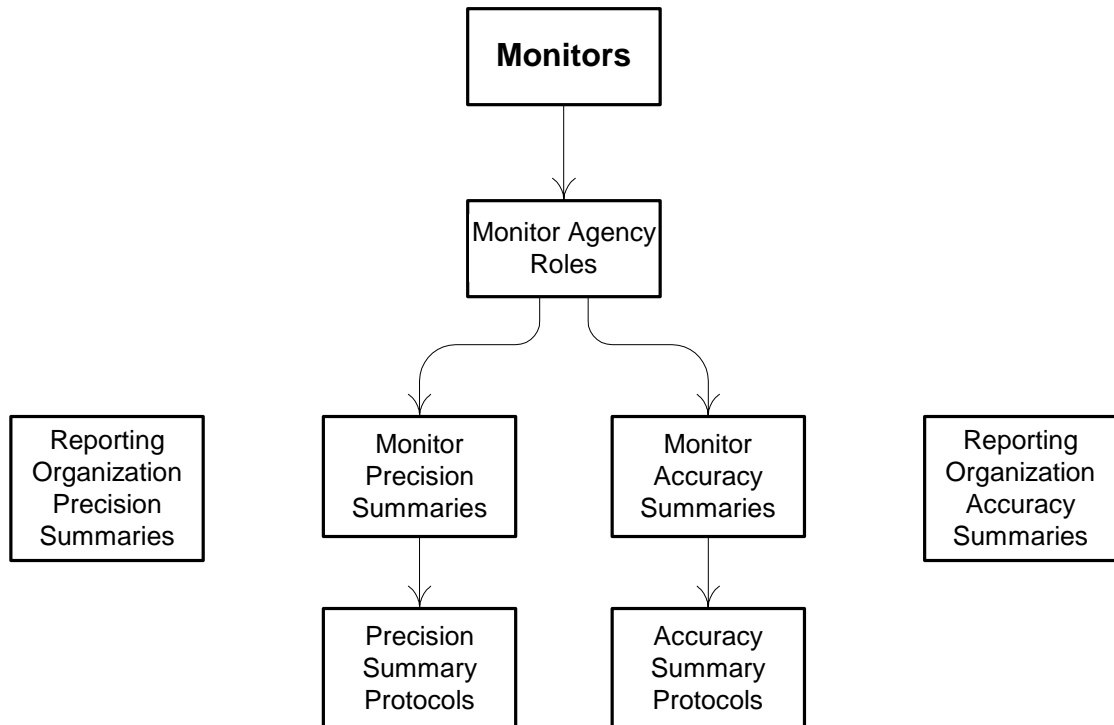 Monitors
Monitor Agency
Roles
Reporting
Organization
Precision
Summaries
Monitor
Precision
Summaries
Monitor
Accuracy
Summaries
Reporting
Organization
Accuracy
Summaries
Precision
Summary
Protocols
Accuracy
Summary
Protocols